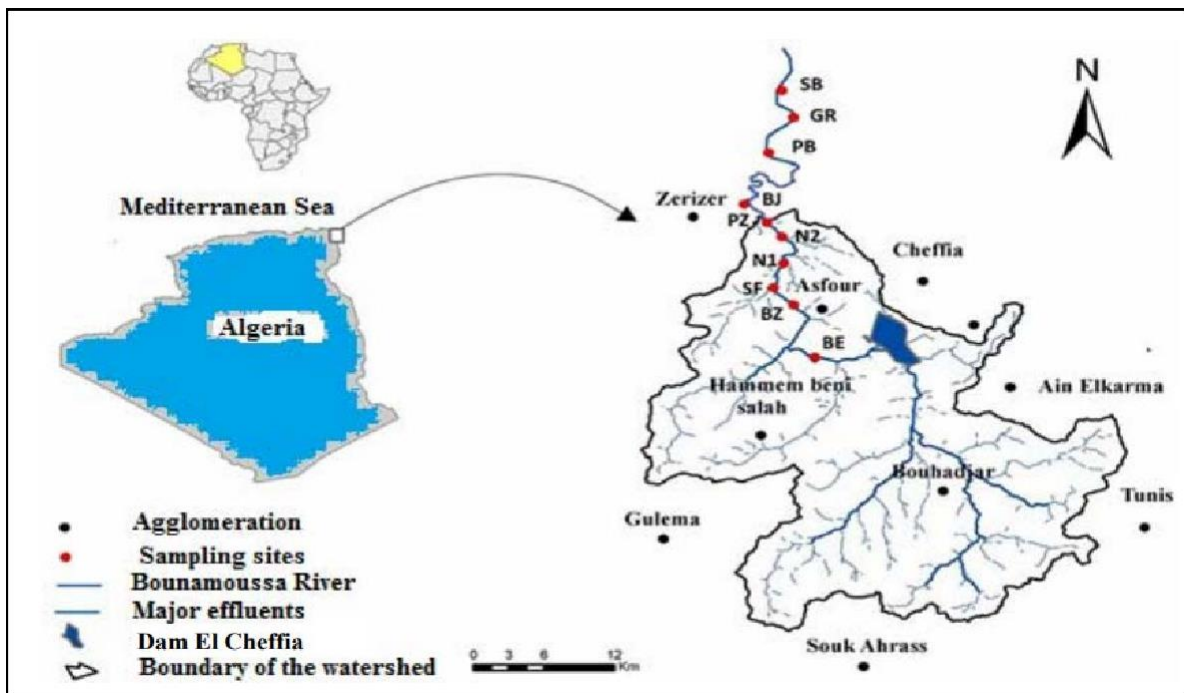 Mediterranean Sea
Algeria
Agglomeration
Sampling sites
Bounamoussa River
Major effluents
Dam El Cheffia
Boundary of the watershed
0 3 6 12
Km
N
SB
GR
PB
Zerizer
BJ
PZ
N2
Cheffia
N1
SF
Asfour
BZ
BE
Hammem beni
salah
Ain Elkarma
Bouhadjar
Tunis
Gulema
Souk Ahrass